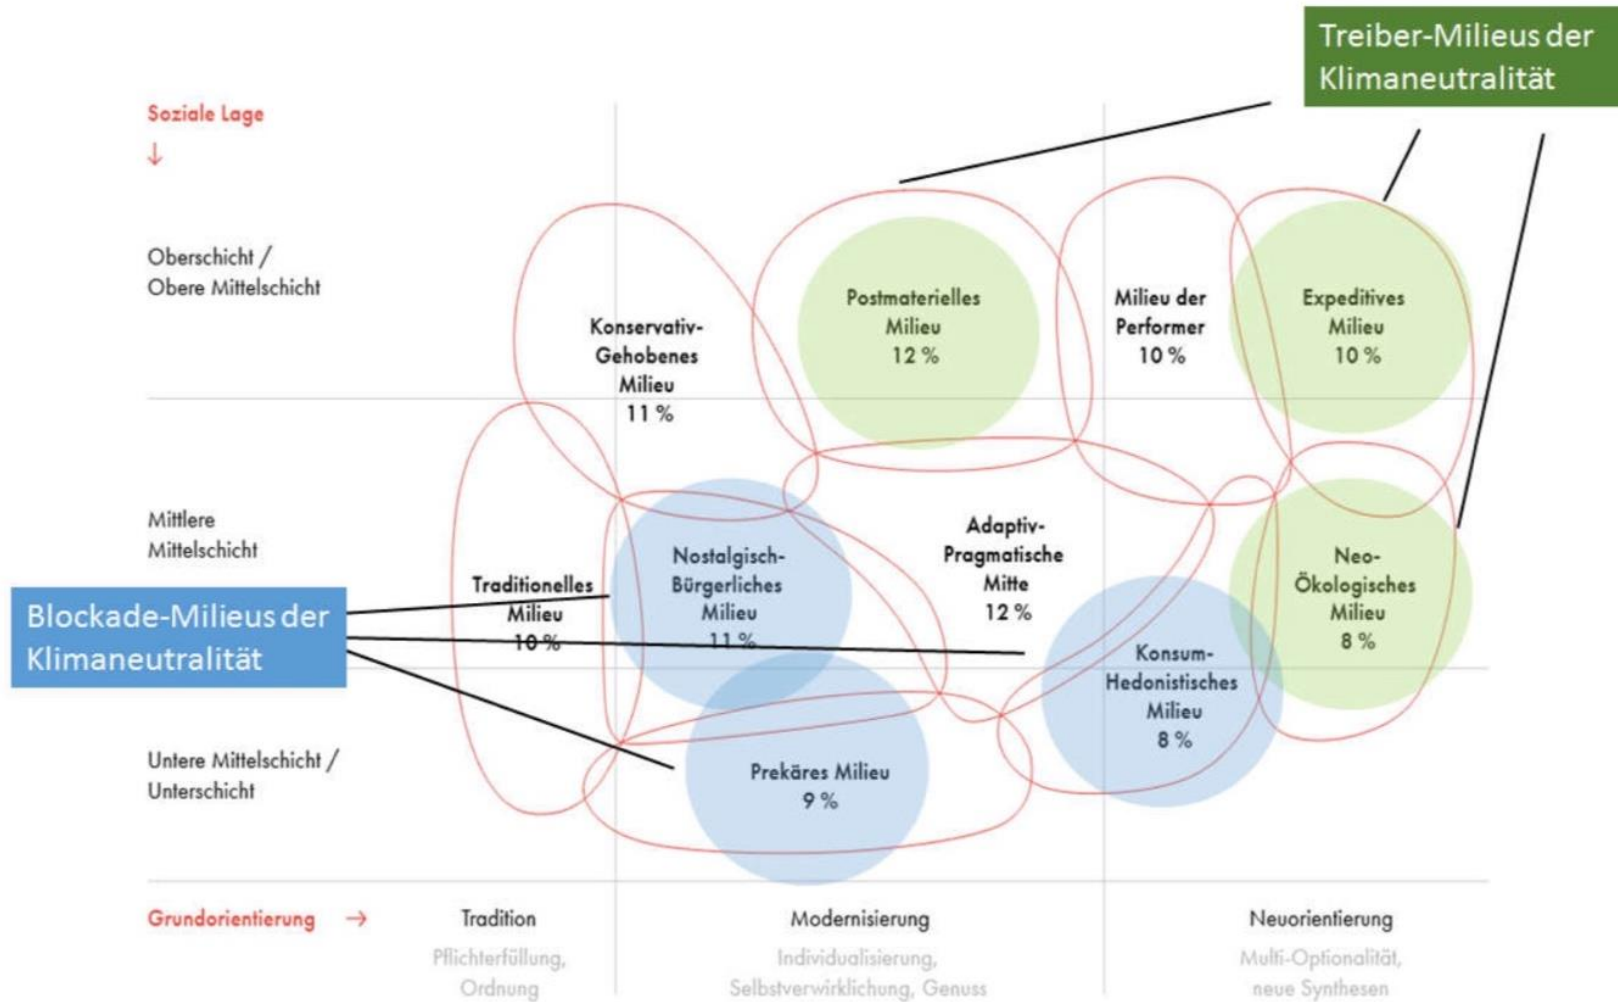 Treiber-Milieus der
Klimaneutralität
Soziale Lage
↓
Oberschicht /
Obere Mittelschicht
Konservativ-
Gehobenes
Milieu
11 %
Postmaterielles
Milieu
12 %
Milieu der
Performer
10 %
Expeditives
Milieu
10 %
Mittlere
Mittelschicht
Traditionelles
Milieu
10 %
Nostalgisch-
Bürgerliches
Milieu
11 %
Adaptiv-
Pragmatische
Mitte
12 %
Neo-
Ökologisches
Milieu
8 %
Blockade-Milieus der
Klimaneutralität
Konsum-
Hedonistisches
Milieu
8 %
Untere Mittelschicht /
Unterschicht
Prekäres Milieu
9 %
Grundorientierung →
Tradition
Pflichterfüllung,
Ordnung
Modernisierung
Individualisierung,
Selbstverwirklichung, Genuss
Neuorientierung
Multi-Optionalität,
neue Synthesen